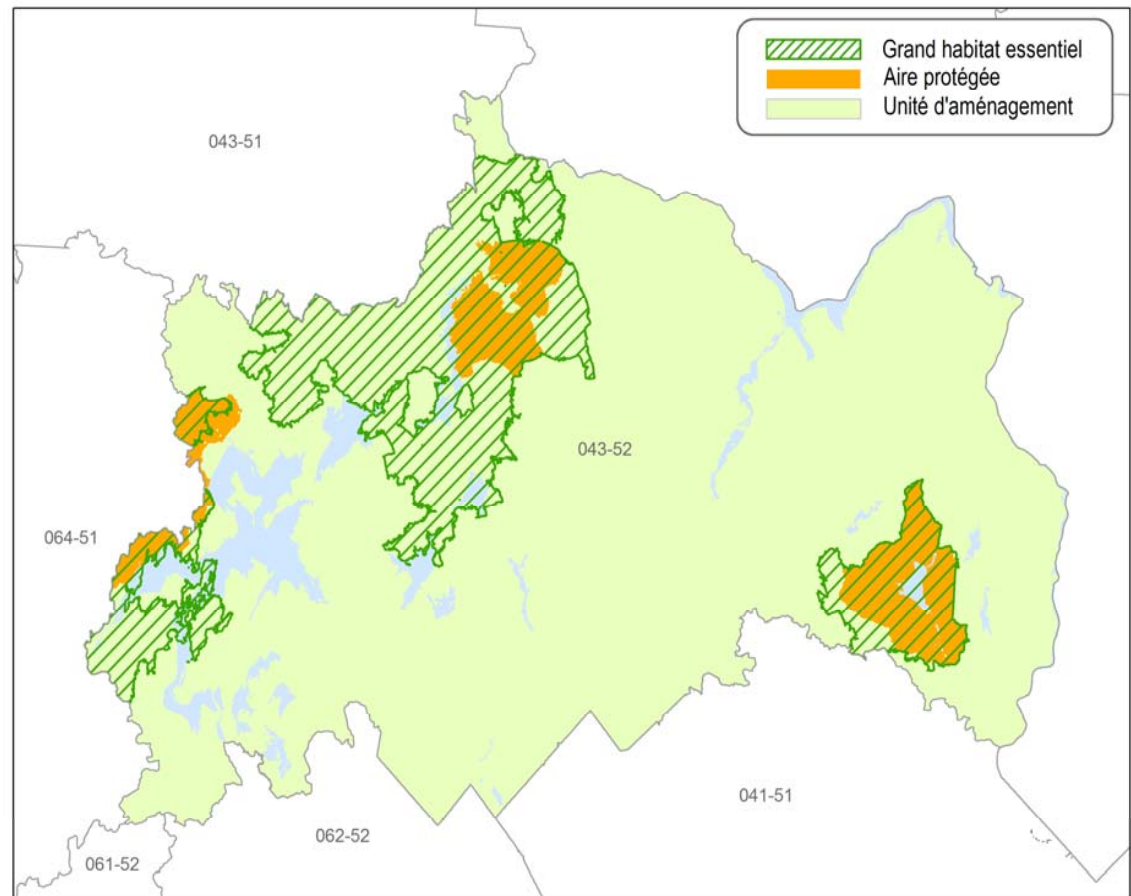 Grand habitat essentiel
Aire protégée
Unité d'aménagement
043-51
043-52
064-51
041-51
062-52
061-52